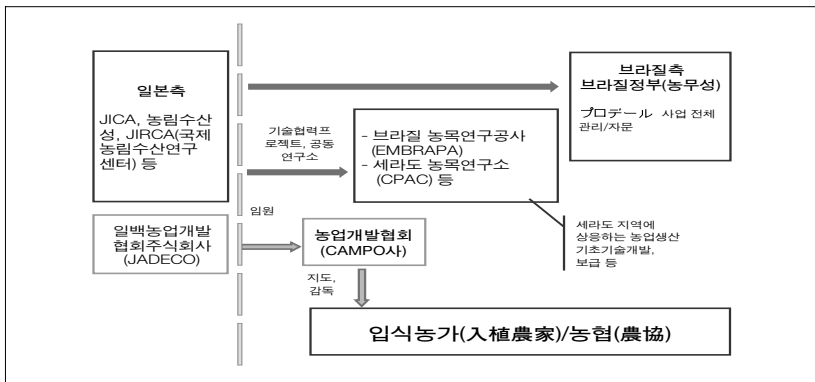 일본측
JICA, 농림수산
성, JIRCA(국제
농림수산연구
센터) 등
브라질측
브라질정부(농무성)
プロデール 사업 전체
관리/자문
기술협력프
로젝트, 공동
연구소
- 브라질 농목연구공사
(EMBRAPA)
- 세라도 농목연구소
(CPAC) 등
임원
일백농업개발
협회주식회사
(JADECO)
농업개발협회
(CAMPO사)
세라도 지역에
상응하는 농업생산
기초기술개발,
보급 등
지도,
감독
입식농가(入植農家)/농협(農協)